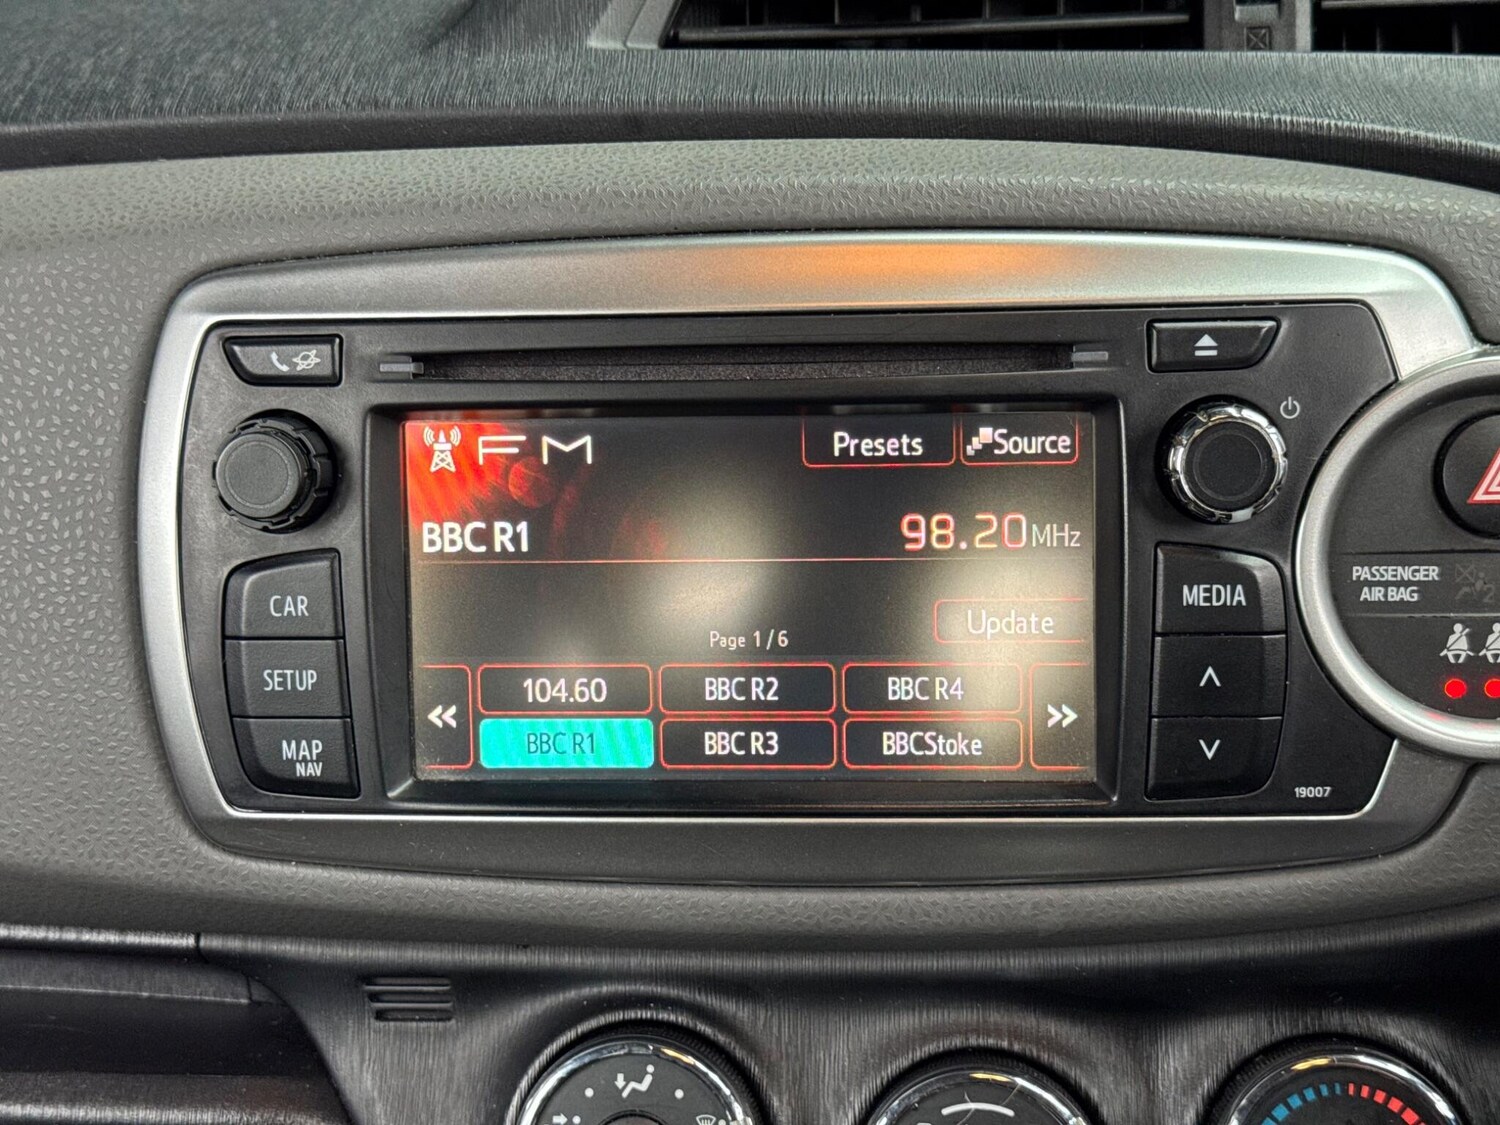 FM
Presets
Source
BBC R1
98.20MHz
Update
Page 1/6
104.60
BBC R2
BBC R4
BBC R1
BBC R3
BBCStoke
CAR
SETUP
MAP
NAV
MEDIA
19007
PASSENGER
AIR BAG